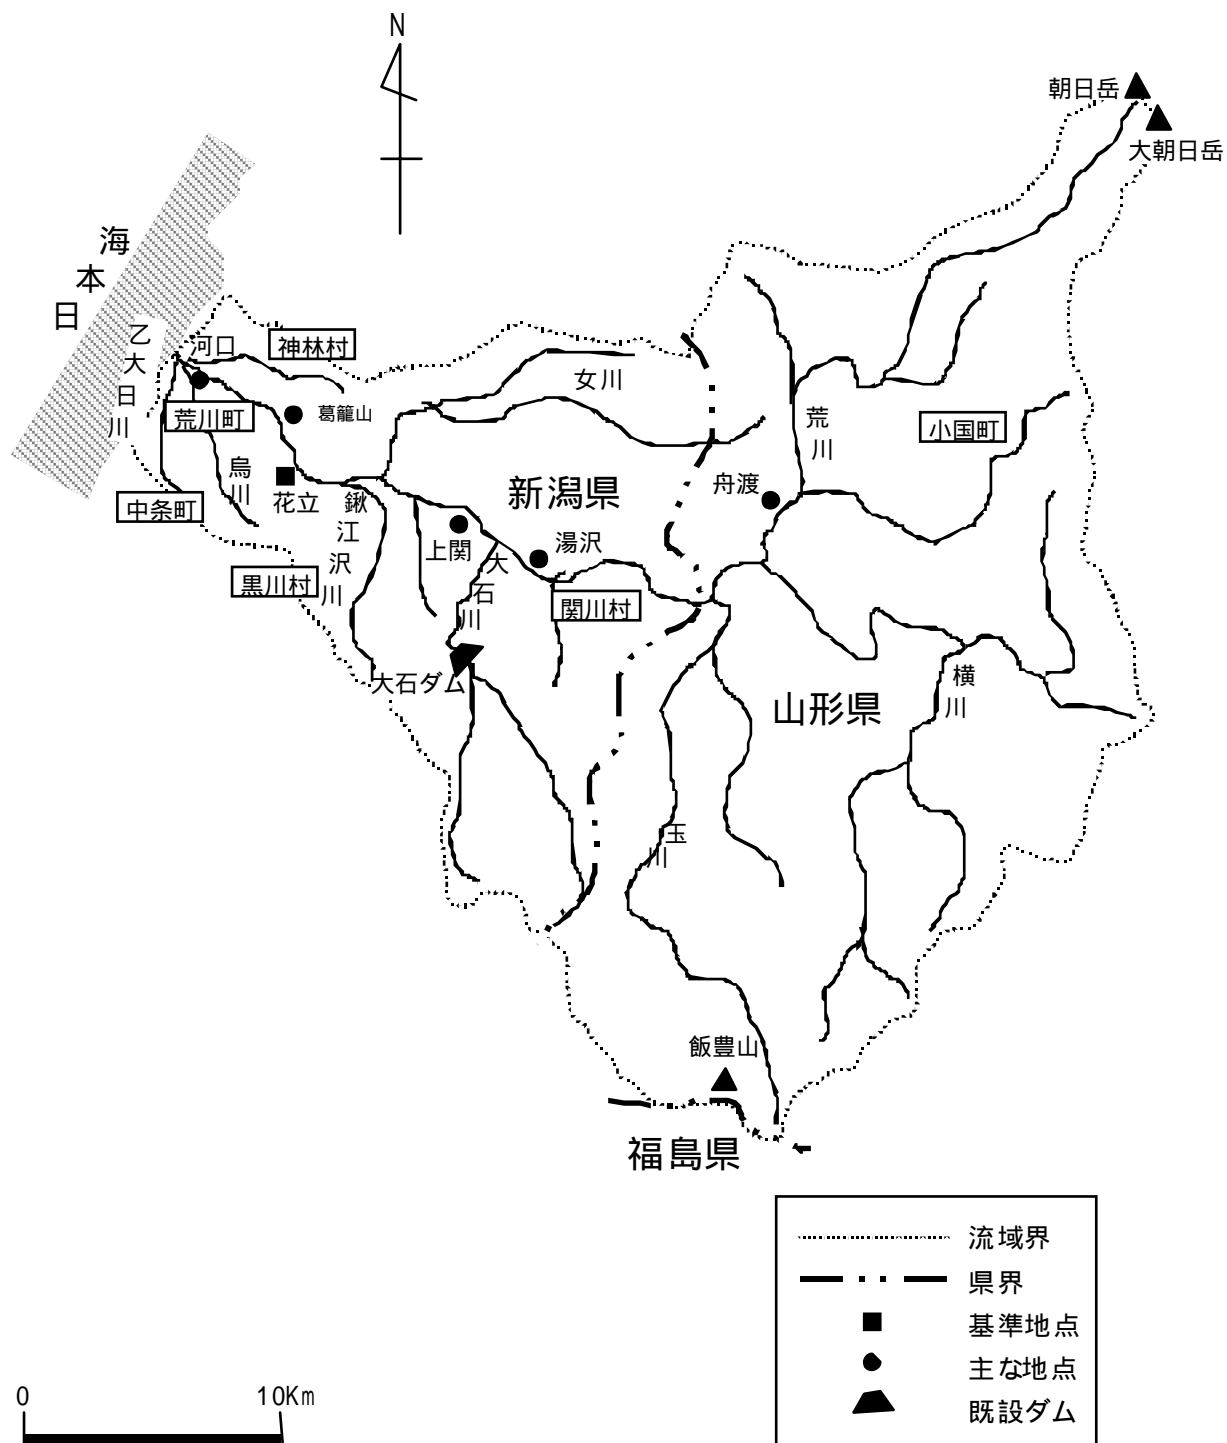 N
朝日岳
大朝日岳
日本海
乙大日川
河口
神林村
荒川町
葛籠山
女川
荒川
小国町
烏川
花立
中条町
鍬江沢川
新潟県
舟渡
上関
湯沢
大石川
黒川村
関川村
大石ダム
横川
山形県
玉川
飯豊山
福島県
流域界
県界
基準地点
主な地点
既設ダム
0 10Km